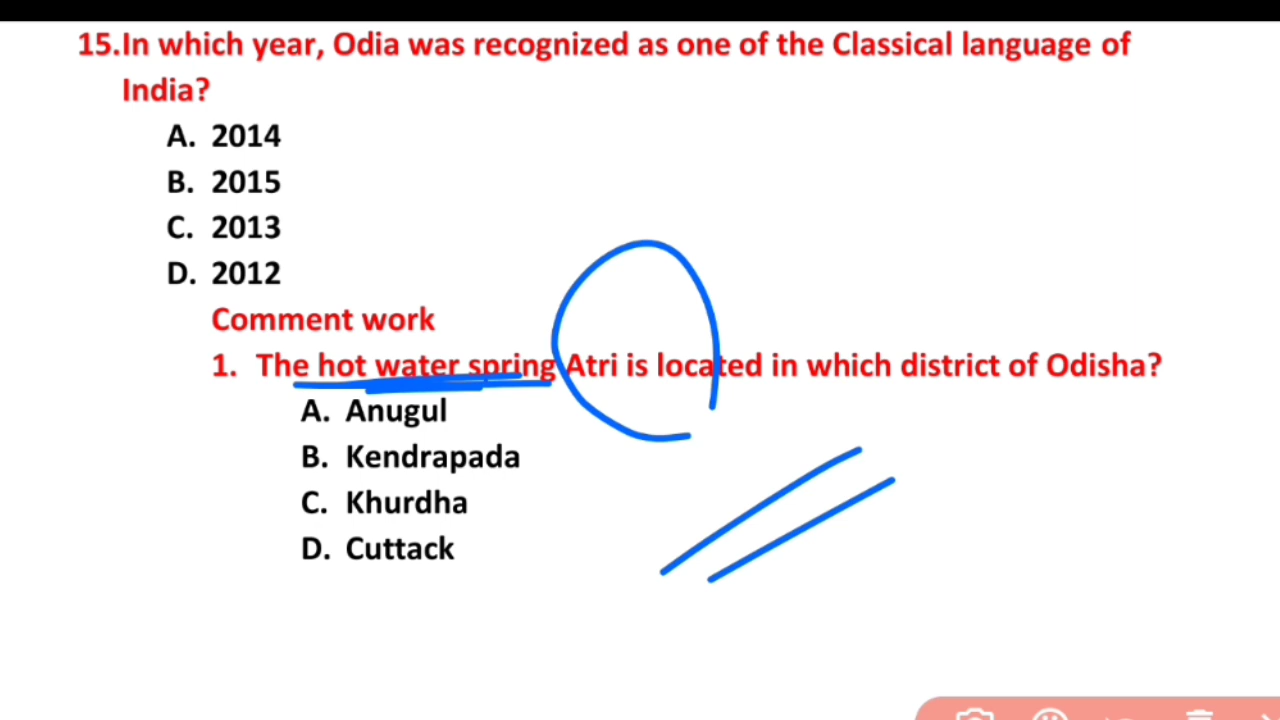 15.In which year, Odia was recognized as one of the Classical language of
India?
A. 2014
B. 2015
C. 2013
D. 2012
Comment work
1. The hot water spring Atri is located in which district of Odisha?
A. Anugul
B. Kendrapada
C. Khurdha
D. Cuttack